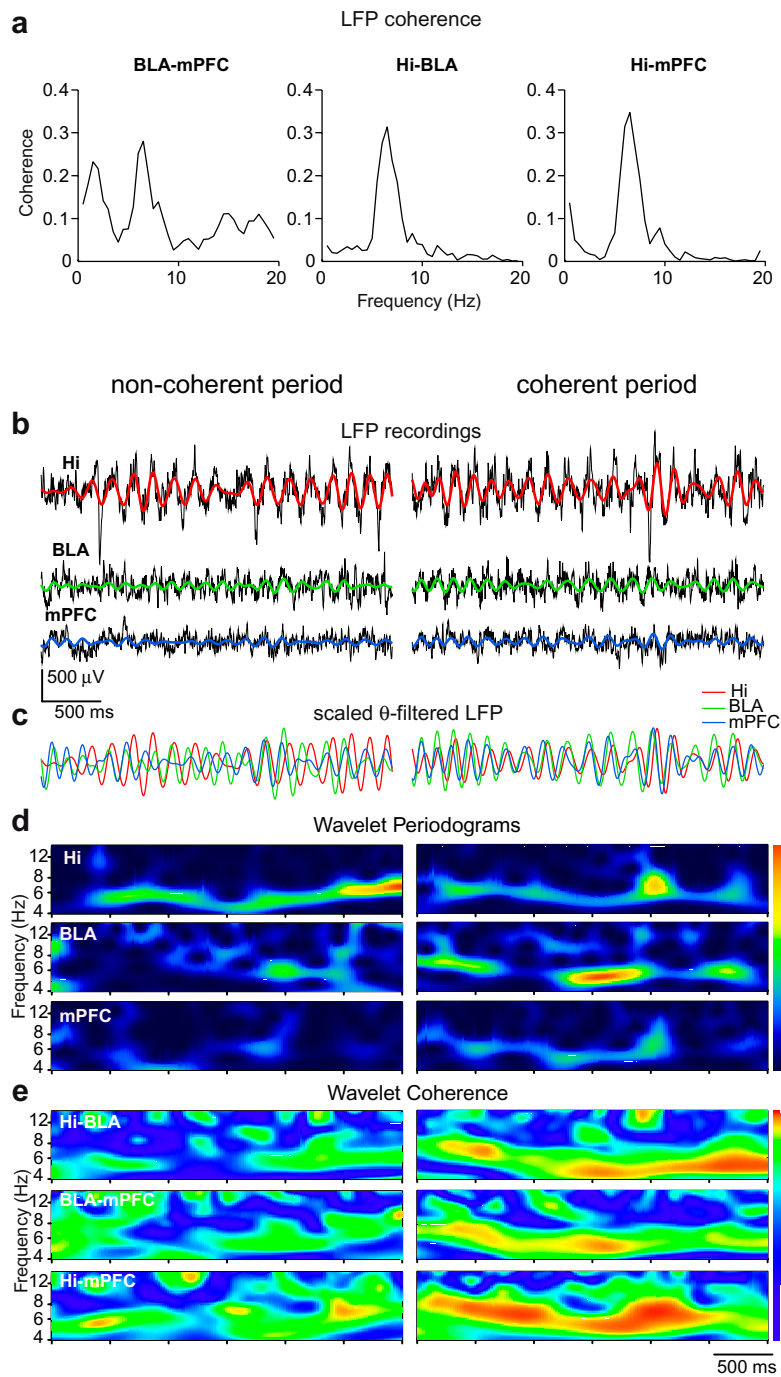 a
LFP coherence
BLA-mPFC
Hi-BLA
Hi-mPFC
0.4
0.3
0.2
0.1
0
0.4
0.3
0.2
0.1
0
0.4
0.3
0.2
0.1
0
Coherence
0 10 20
0 10 20
0 10 20
Frequency (Hz)
non-coherent period
coherent period
b
LFP recordings
Hi
BLA
mPFC
500 μV
500 ms
Hi
BLA
mPFC
c
scaled θ-filtered LFP
d
Wavelet Periodograms
Frequency (Hz)
12
8
6
4
Hi
12
8
6
4
BLA
12
8
6
4
mPFC
e
Wavelet Coherence
Frequency (Hz)
12
8
6
4
Hi-BLA
12
8
6
4
BLA-mPFC
12
8
6
4
Hi-mPFC
500 ms